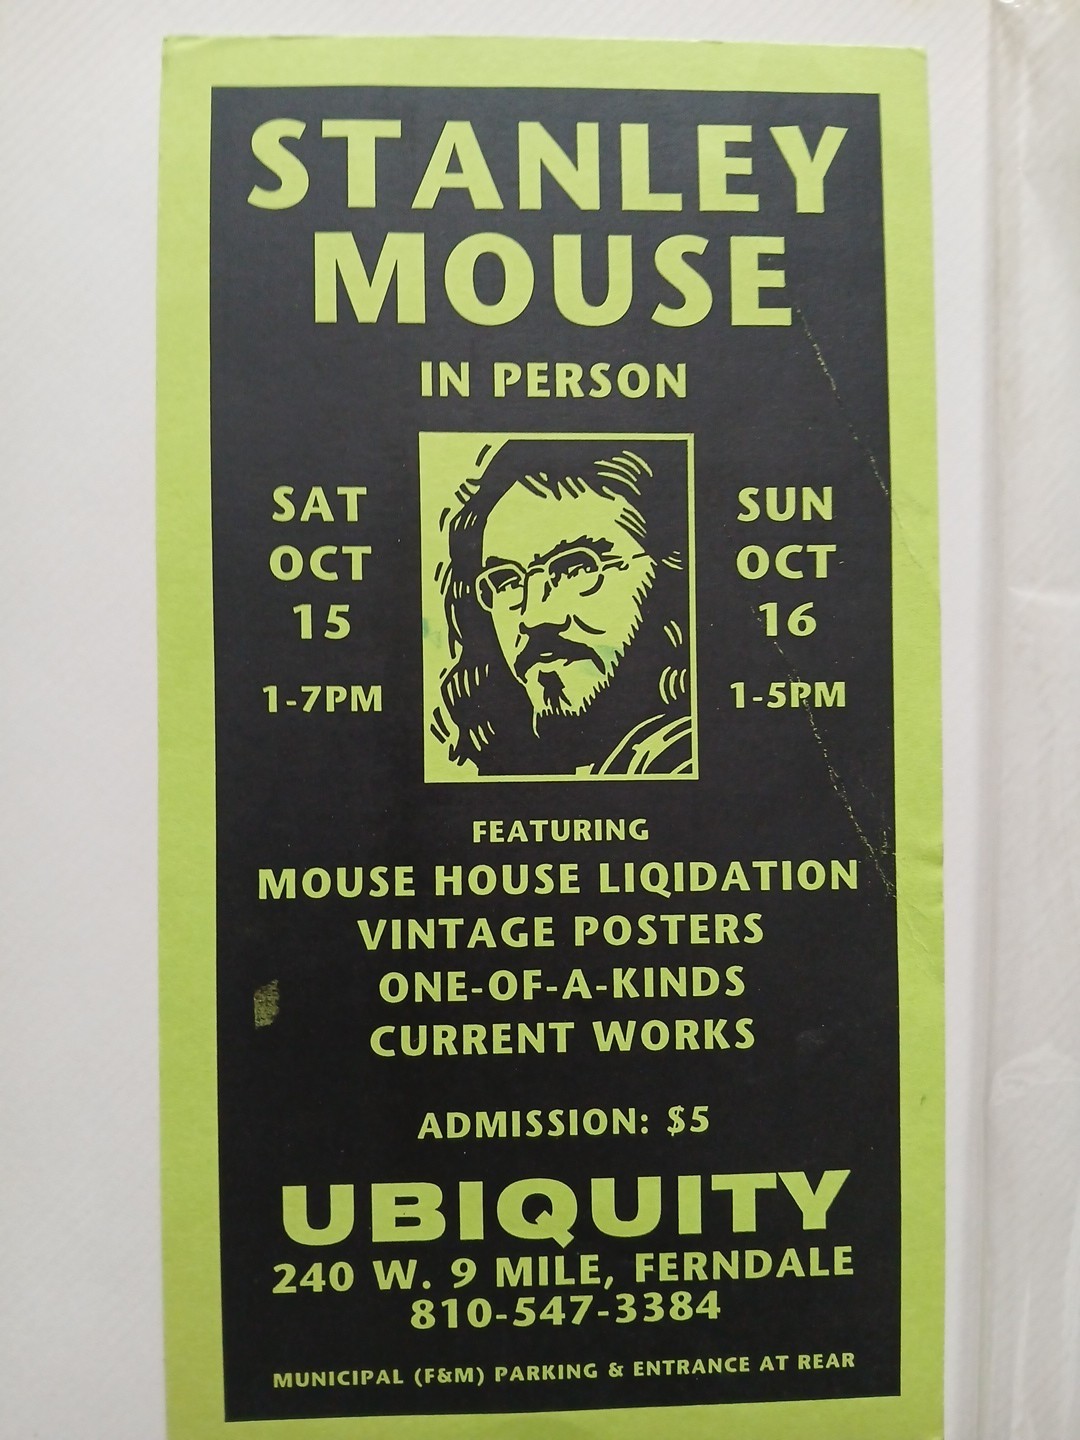 STANLEY
MOUSE
IN PERSON
SAT
OCT
15
1-7PM
SUN
OCT
16
1-5PM
FEATURING
MOUSE HOUSE LIQIDATION
VINTAGE POSTERS
ONE-OF-A-KINDS
CURRENT WORKS
ADMISSION: $5
UBIQUITY
240 W. 9 MILE, FERNDALE
810-547-3384
MUNICIPAL (F&M) PARKING & ENTRANCE AT REAR